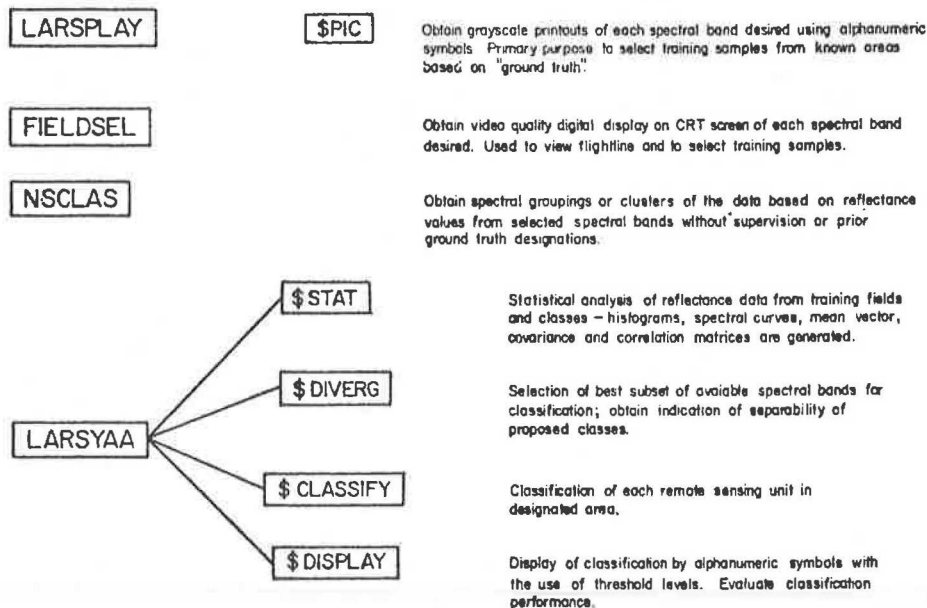 LARSPLAY
$PIC
Obtain grayscale printouts of each spectral band desired using alphanumeric
symbols Primary purpose to select training samples from known areas
based on "ground truth".
FIELDSEL
Obtain video quality digital display on CRT screen of each spectral band
desired. Used to view flightline and to select training samples.
NSCLAS
Obtain spectral groupings or clusters of the data based on reflectance
values from selected spectral bands without supervision or prior
ground truth designations.
$STAT
Statistical analysis of reflectance data from training fields
and classes – histograms, spectral curves, mean vector,
covariance and correlation matrices are generated.
$DIVERG
Selection of best subset of avaiable spectral bands for
classification; obtain indication of separability of
proposed classes.
LARSYAA
$CLASSIFY
Classification of each remote sensing unit in
designated area.
$DISPLAY
Display of classification by alphanumeric symbols with
the use of threshold levels. Evaluate classification
performance.